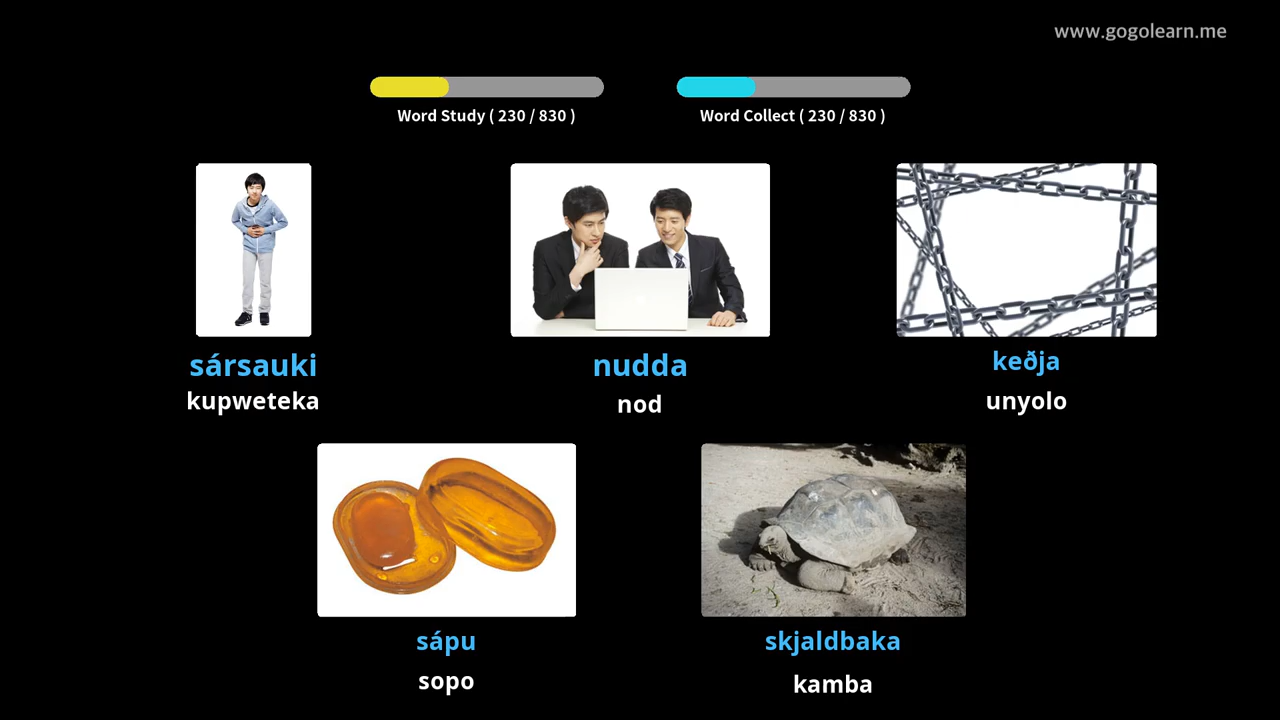 www.gogolearn.me
Word Study ( 230 / 830 )
Word Collect ( 230 / 830 )
sársauki
kupweteka
nudda
nod
keðja
unyolo
sápu
sopo
skjaldbaka
kamba